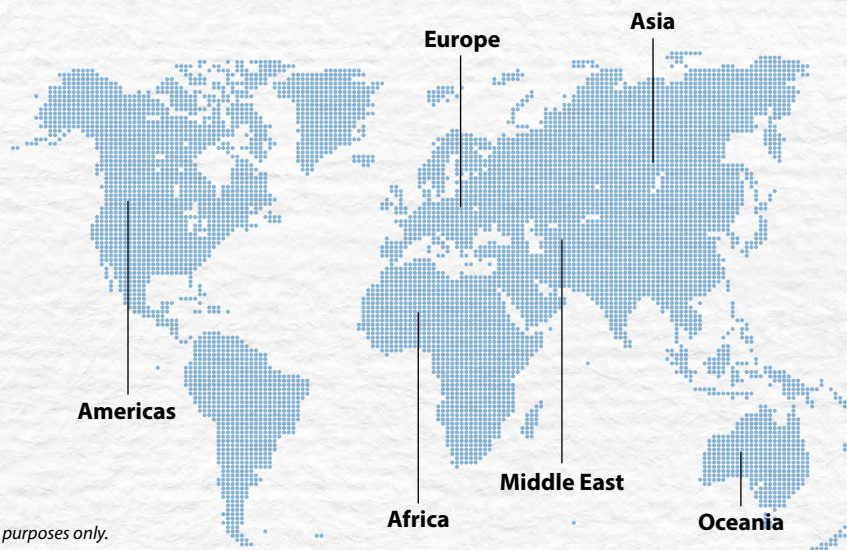 Asia
Europe
Americas
Middle East
Africa
Oceania
purposes only.